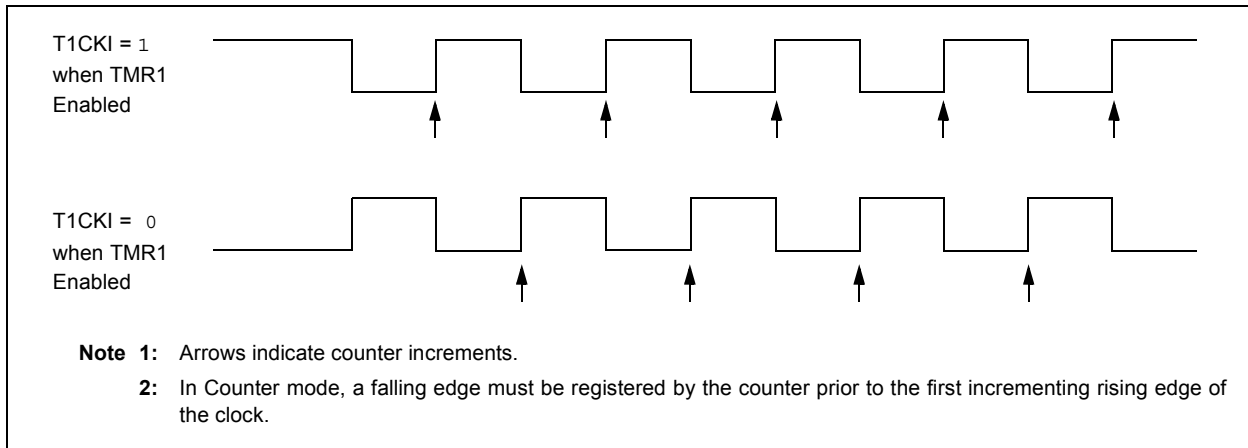 T1CKI = 1
when TMR1
Enabled
T1CKI = 0
when TMR1
Enabled
Note 1: Arrows indicate counter increments.
2: In Counter mode, a falling edge must be registered by the counter prior to the first incrementing rising edge of
the clock.